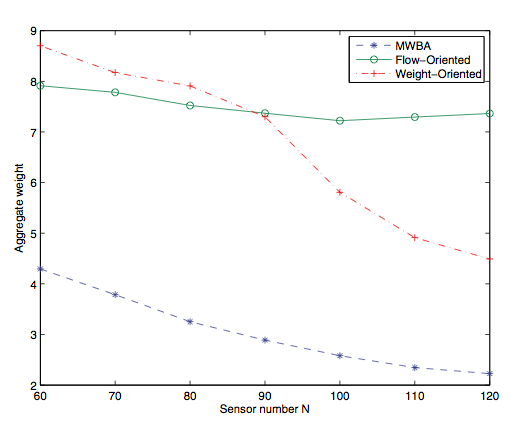 9
8
7
6
5
4
3
2
Aggregate weight
MWBA
Flow-Oriented
Weight-Oriented
60 70 80 90 100 110 120
Sensor number N